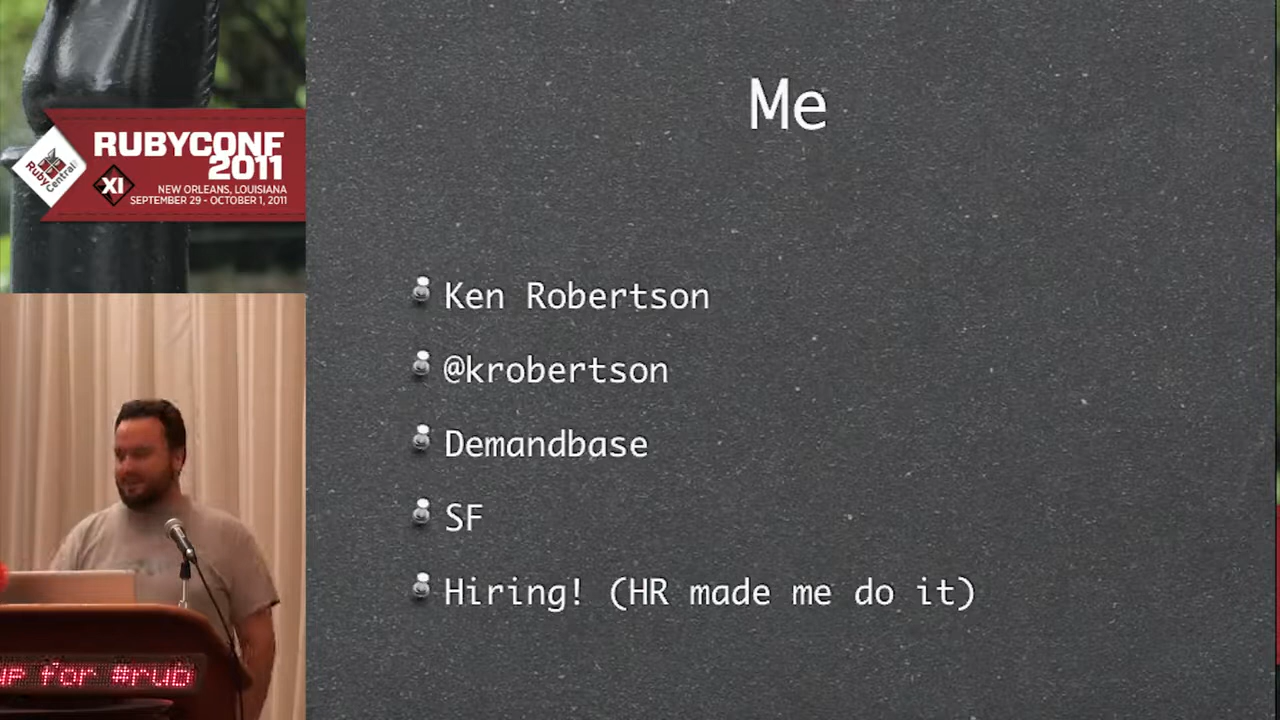 RUBYCONF
2011
RubyCentral
XI
NEW ORLEANS, LOUISIANA
SEPTEMBER 29 - OCTOBER 1, 2011
Me
Ken Robertson
@krobertson
Demandbase
SF
Hiring! (HR made me do it)
for #rub